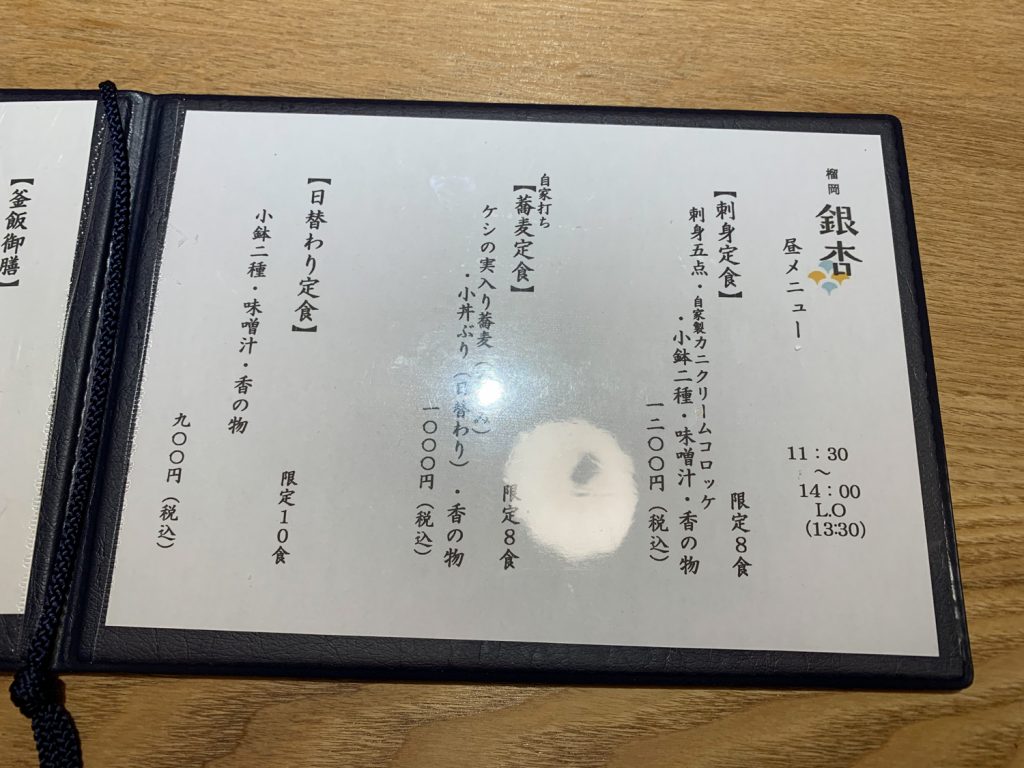 榴岡
銀杏
昼メニュー
11：30
～
14：00
L.O
(13:30)
【刺身定食】
限定８食
刺身五点・自家製カニクリームコロッケ
・小鉢二種・味噌汁・香の物
一二〇〇円（税込）
自家打ち
【蕎麦定食】
限定８食
ケシの実入り蕎麦（
み）
・小丼ぶり（日替わり）・香の物
一〇〇〇円（税込）
【日替わり定食】
限定１０食
小鉢二種・味噌汁・香の物
九〇〇円（税込）
【釜飯御膳】